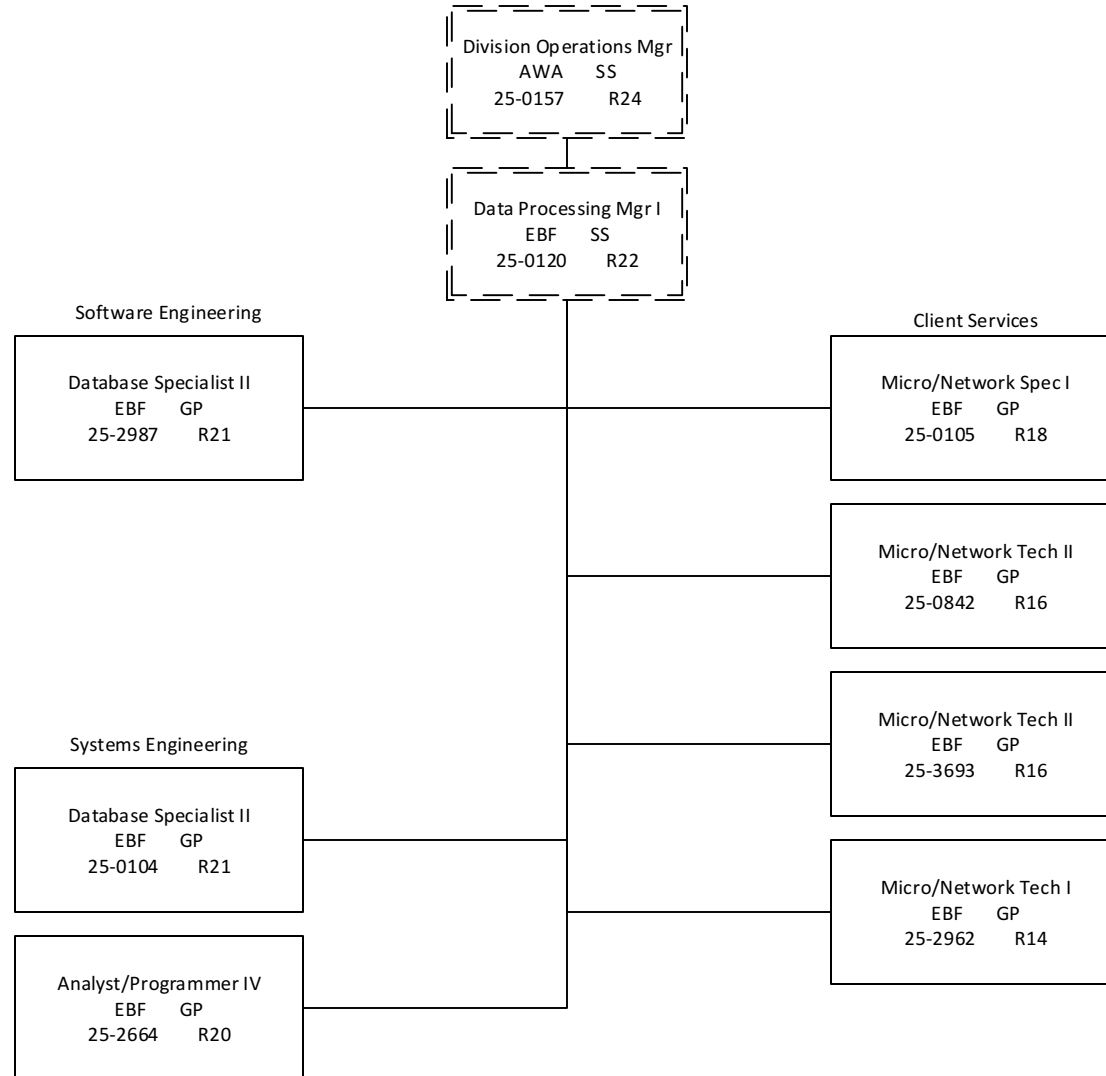 Division Operations Mgr
AWA SS
25-0157 R24
Data Processing Mgr I
EBF SS
25-0120 R22
Software Engineering
Database Specialist II
EBF GP
25-2987 R21
Systems Engineering
Database Specialist II
EBF GP
25-0104 R21
Analyst/Programmer IV
EBF GP
25-2664 R20
Client Services
Micro/Network Spec I
EBF GP
25-0105 R18
Micro/Network Tech II
EBF GP
25-0842 R16
Micro/Network Tech II
EBF GP
25-3693 R16
Micro/Network Tech I
EBF GP
25-2962 R14